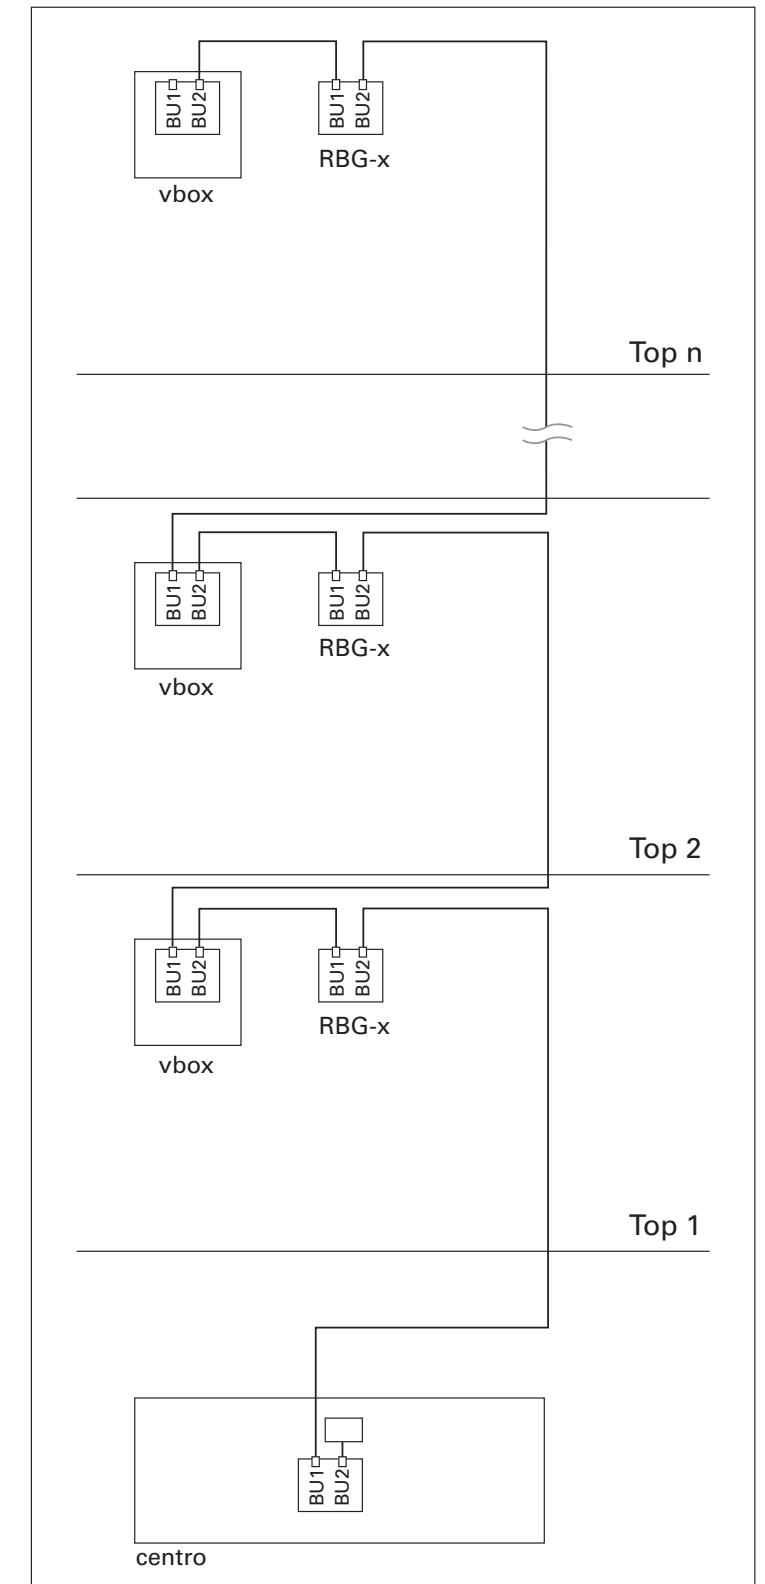 BU1 BU2 BU1 BU2
RBG-x
vbox
Top n
BU1 BU2 BU1 BU2
RBG-x
vbox
Top 2
BU1 BU2 BU1 BU2
RBG-x
vbox
Top 1
BU1 BU2
centro